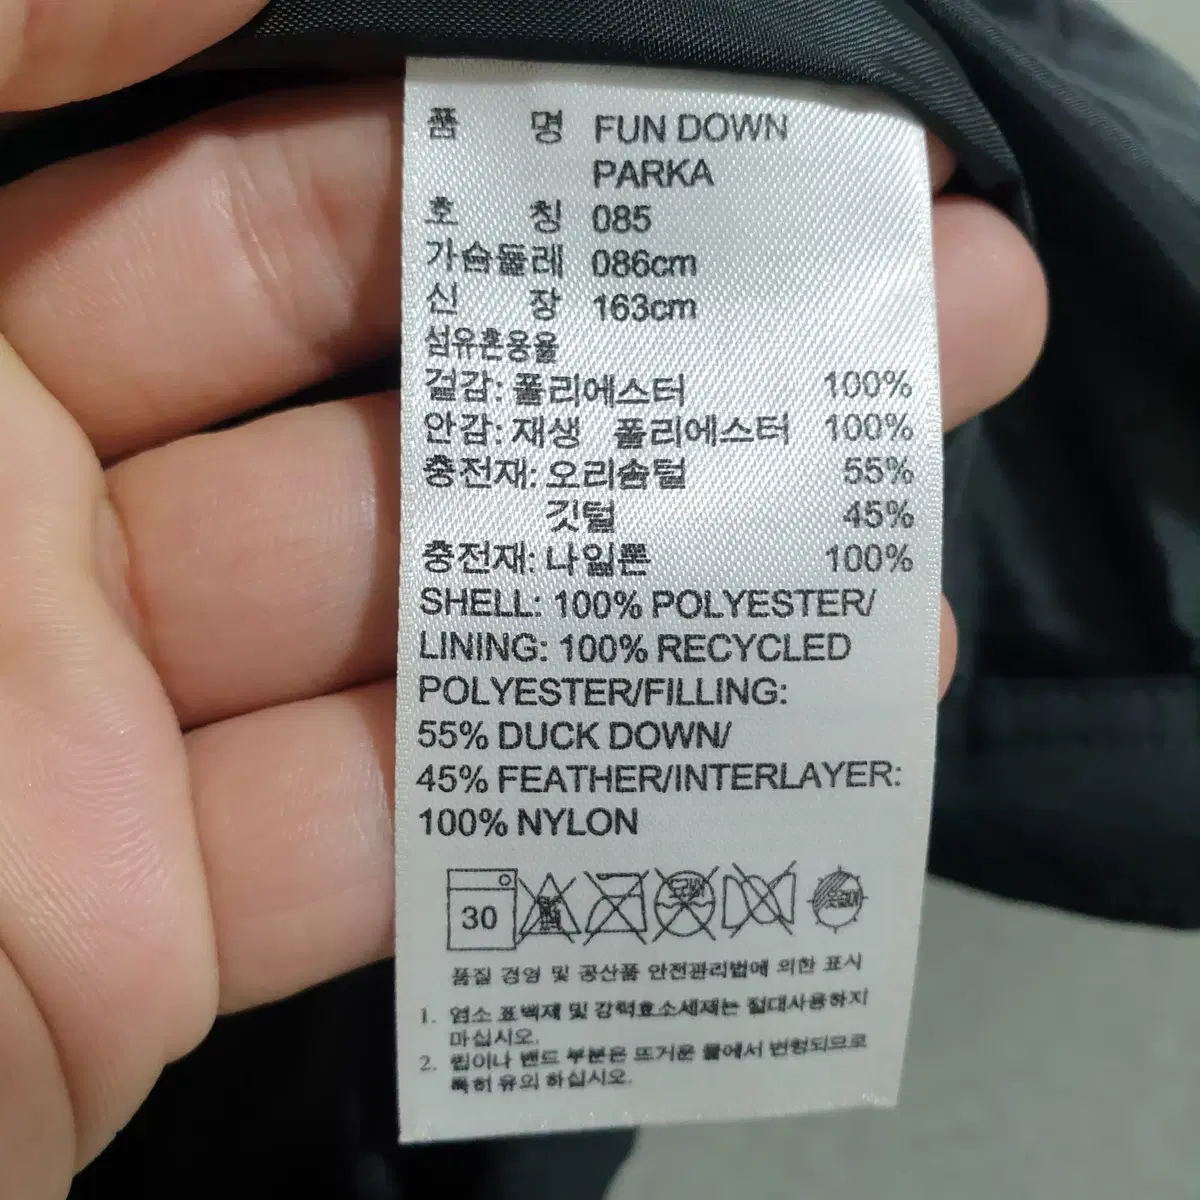 품 명 FUN DOWN
PARKA
호 칭 085
가슴둘레 086cm
신 장 163cm
섬유혼용율
겉감: 폴리에스터 100%
안감: 재생 폴리에스터 100%
충전재: 오리솜털 55%
깃털 45%
충전재: 나일론 100%
SHELL: 100% POLYESTER/
LINING: 100% RECYCLED
POLYESTER/FILLING:
55% DUCK DOWN/
45% FEATHER/INTERLAYER:
100% NYLON
30
드라이
옷걸이
품질 경영 및 공산품 안전관리법에 의한 표시
1. 염소 표백제 및 강력효소세제는 절대사용하지
마십시오.
2. 립이나 밴드 부분은 뜨거운 물에서 변형되므로
특히 유의 하십시오.